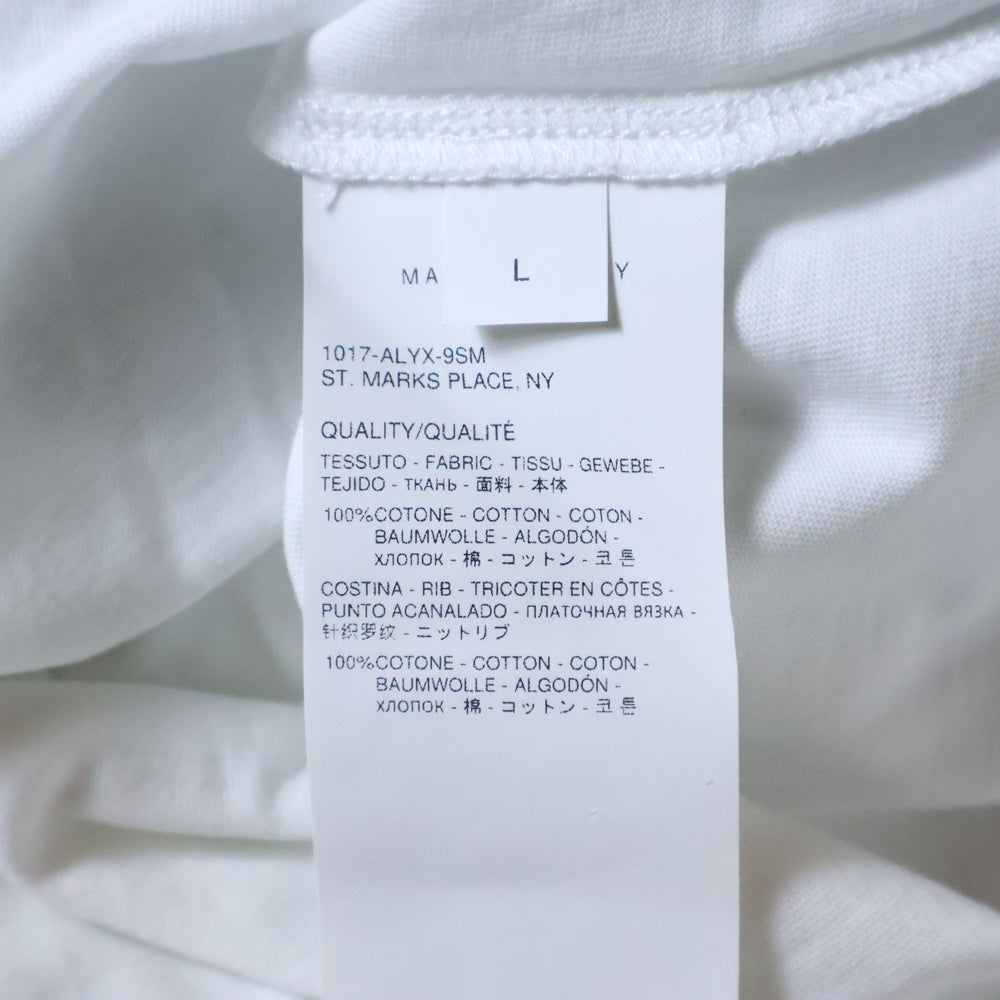 L
MA Y
1017-ALYX-9SM
ST. MARKS PLACE, NY
QUALITY/QUALITÉ
TESSUTO - FABRIC - TISSU - GEWEBE -
TEJIDO - ТКАНЬ - 面料 - 本体
100%COTONE - COTTON - COTON -
BAUMWOLLE - ALGODÓN -
ХЛОПОК - 棉 - コットン - 코튼
COSTINA - RIB - TRICOTER EN CÔTES -
PUNTO ACANALADO - ПЛАТОЧНАЯ ВЯЗКА -
针织罗纹 - ニットリブ
100%COTONE - COTTON - COTON -
BAUMWOLLE - ALGODÓN -
ХЛОПОК - 棉 - コットン - 코튼